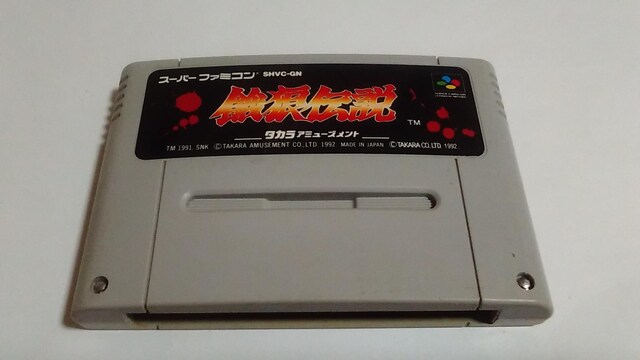 スーパーファミコン® SHVC-GN
餓狼伝説
TM
タカラアミューズメント
TM 1991. SNK ©TAKARA AMUSEMENT CO., LTD 1992 MADE IN JAPAN ©TAKARA CO., LTD 1992.